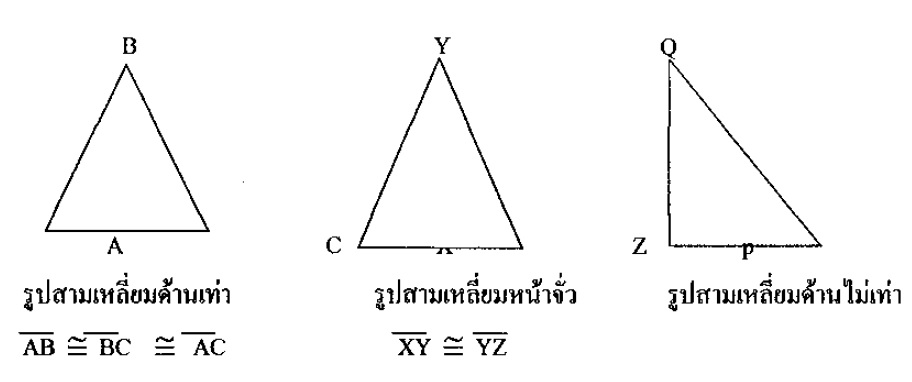 B Y Q
A C X Z P
รูปสามเหลี่ยมด้านเท่า รูปสามเหลี่ยมหน้าจั่ว รูปสามเหลี่ยมด้านไม่เท่า
AB ≅ BC ≅ AC XY ≅ YZ